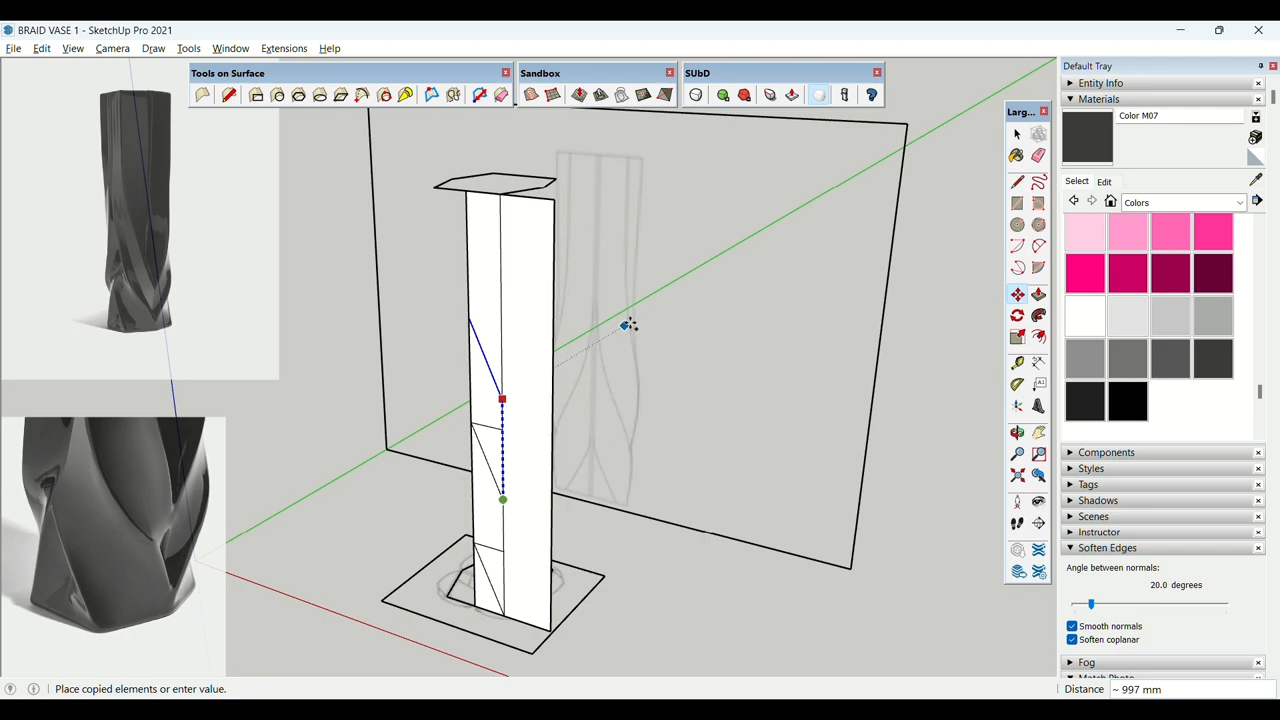 BRAID VASE 1 - SketchUp Pro 2021
File Edit View Camera Draw Tools Window Extensions Help
Tools on Surface
Sandbox
SUbD
Larg...
Default Tray
Entity Info
Materials
Color M07
Select Edit
Colors
Components
Styles
Tags
Shadows
Scenes
Instructor
Soften Edges
Angle between normals:
20.0 degrees
Smooth normals
Soften coplanar
Fog
Match Photo
Place copied elements or enter value.
Distance ~ 997 mm